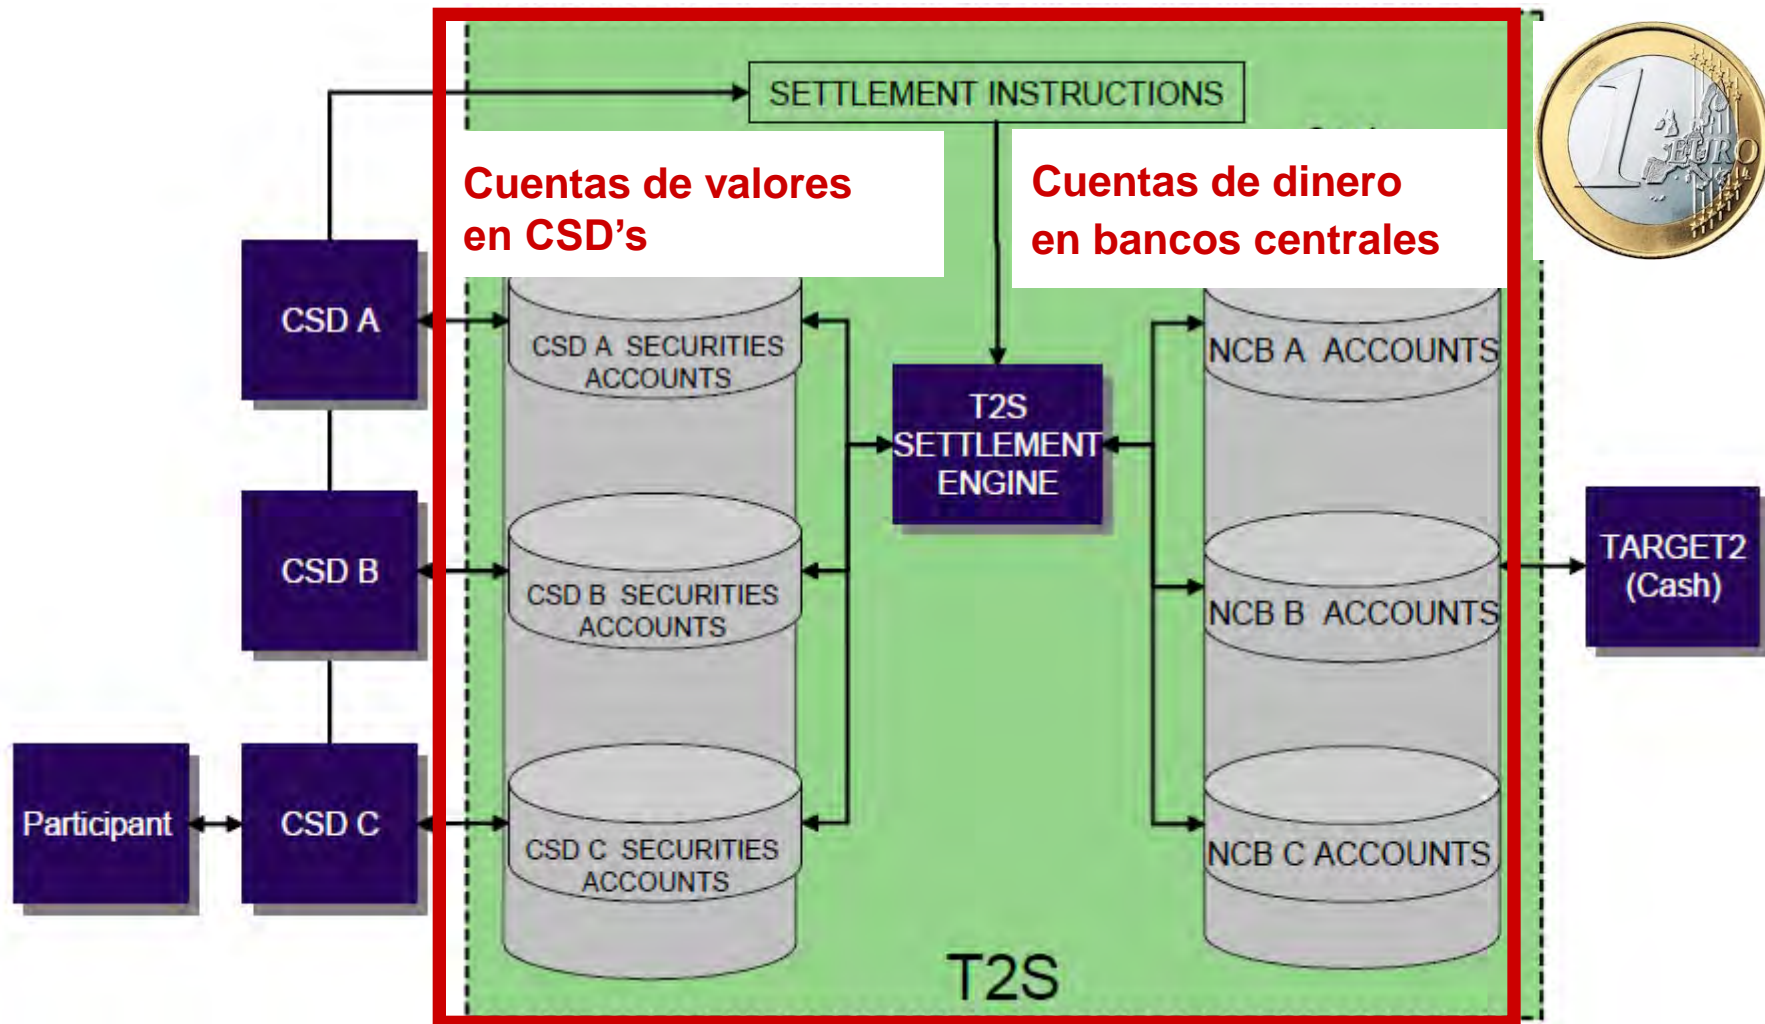 SETTLEMENT INSTRUCTIONS
Cuentas de valores
en CSD’s
Cuentas de dinero
en bancos centrales
1
EURO
CSD A
CSD A SECURITIES
ACCOUNTS
T2S
SETTLEMENT
ENGINE
NCB A ACCOUNTS
CSD B
CSD B SECURITIES
ACCOUNTS
NCB B ACCOUNTS
TARGET2
(Cash)
Participant
CSD C
CSD C SECURITIES
ACCOUNTS
NCB C ACCOUNTS
T2S